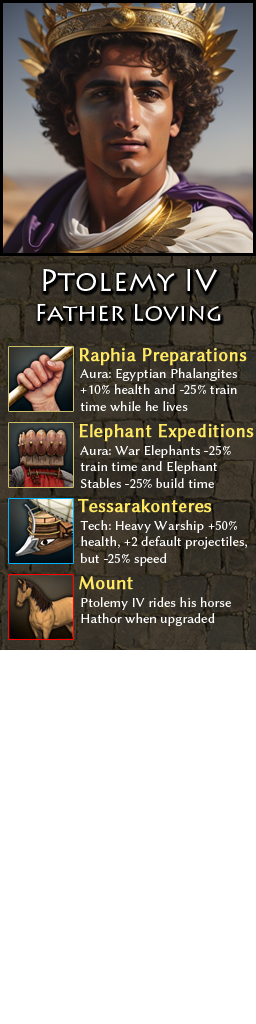 Ptolemy IV
Father Loving
Raphia Preparations
Aura: Egyptian Phalangites
+10% health and -25% train
time while he lives
Elephant Expeditions
Aura: War Elephants -25%
train time and Elephant
Stables -25% build time
Tessarakonteres
Tech: Heavy Warship +50%
health, +2 default projectiles,
but -25% speed
Mount
Ptolemy IV rides his horse
Hathor when upgraded